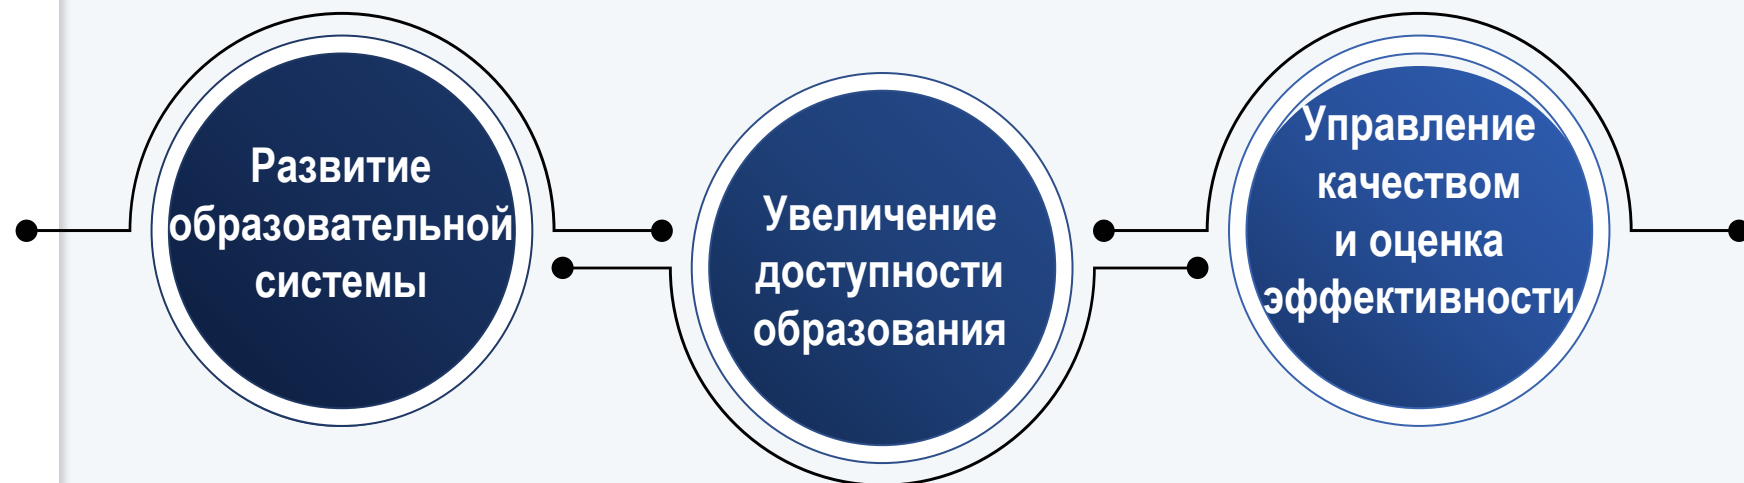 Развитие
образовательной
системы
Увеличение
доступности
образования
Управление
качеством
и оценка
эффективности